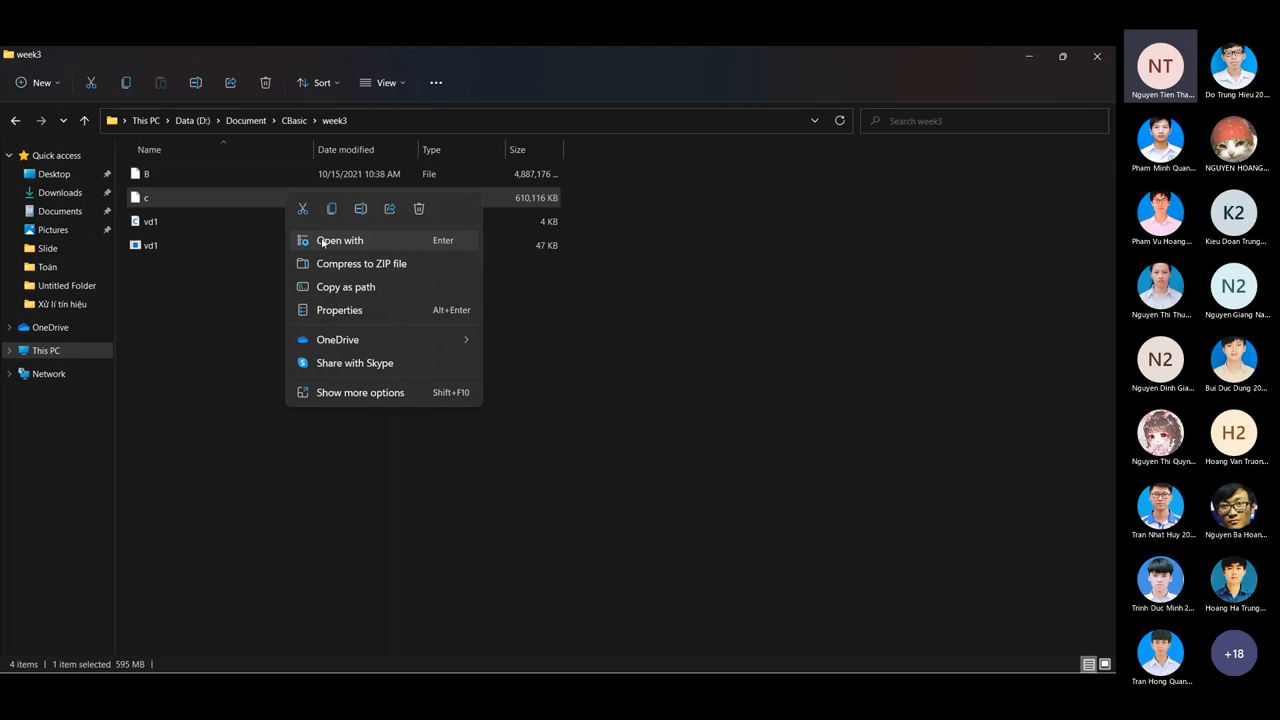 week3
New
Sort
View
This PC > Data (D:) > Document > CBasic > week3
Search week3
Name Date modified Type Size
B 10/15/2021 10:38 AM File 4,887,176 ...
c 610,116 KB
vd1 4 KB
vd1 47 KB
Quick access
Desktop
Downloads
Documents
Pictures
Slide
Toán
Untitled Folder
Xử lí tín hiệu
OneDrive
This PC
Network
Open with Enter
Compress to ZIP file
Copy as path
Properties Alt+Enter
OneDrive
Share with Skype
Show more options Shift+F10
4 items 1 item selected 595 MB
NT
Nguyen Tien Tha...
Do Trung Hieu 20...
Pham Minh Quan...
NGUYEN HOANG...
Pham Vu Hoang...
K2
Kieu Doan Trung...
Nguyen Thi Thu...
N2
Nguyen Giang Na...
N2
Nguyen Dinh Gia...
Bui Duc Dung 20...
Nguyen Thi Quyn...
H2
Hoang Van Truon...
Tran Nhat Huy 20...
Nguyen Ba Hoan...
Trinh Duc Minh 2...
Hoang Ha Trung...
Tran Hong Quan...
+18